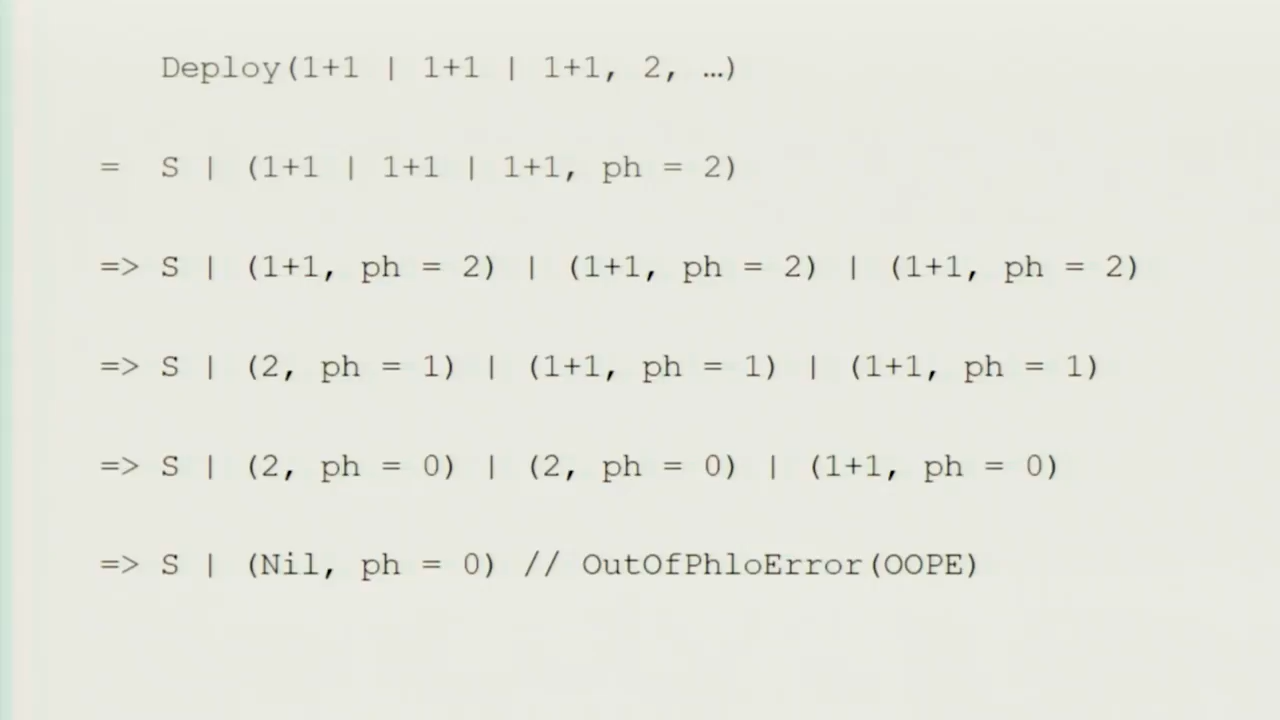 Deploy(1+1 | 1+1 | 1+1, 2, …)
= S | (1+1 | 1+1 | 1+1, ph = 2)
=> S | (1+1, ph = 2) | (1+1, ph = 2) | (1+1, ph = 2)
=> S | (2, ph = 1) | (1+1, ph = 1) | (1+1, ph = 1)
=> S | (2, ph = 0) | (2, ph = 0) | (1+1, ph = 0)
=> S | (Nil, ph = 0) // OutOfPhloError(OOPE)